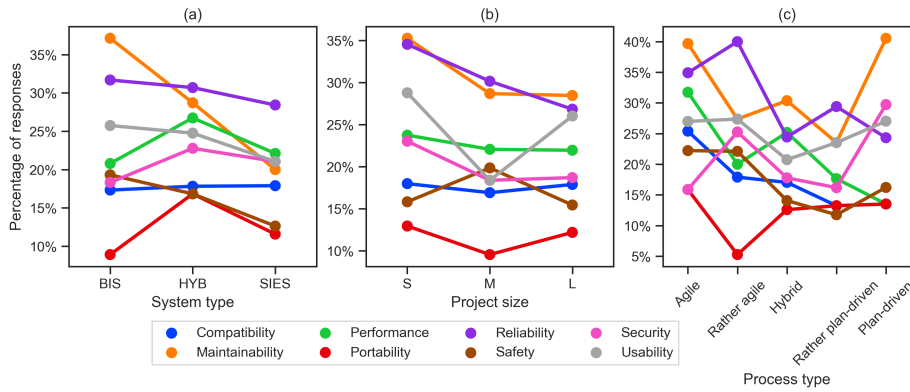 (a)
(b)
(c)
Percentage of responses
35%
30%
25%
20%
15%
10%
BIS
HYB
SIES
System type
35%
30%
25%
20%
15%
10%
S
M
L
Project size
40%
35%
30%
25%
20%
15%
10%
5%
Agile
Rather agile
Hybrid
Rather plan-driven
Plan-driven
Process type
Compatibility
Performance
Reliability
Security
Maintainability
Portability
Safety
Usability